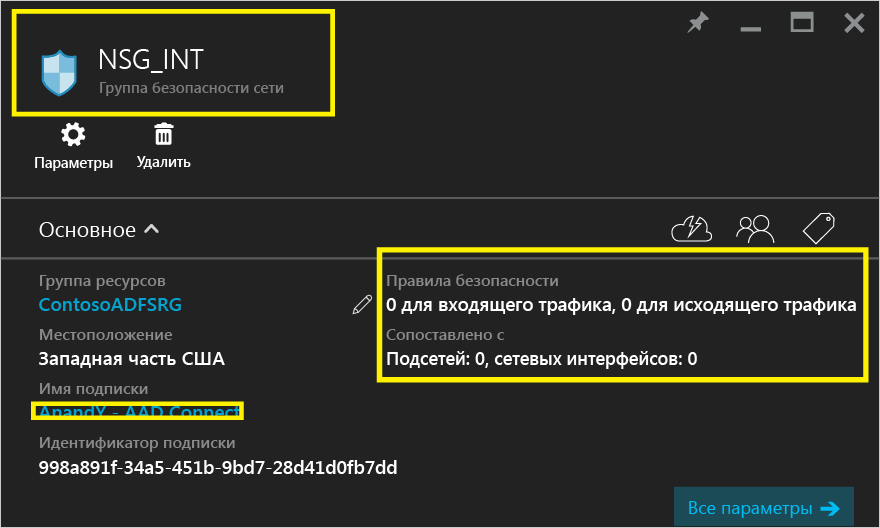 NSG_INT
Группа безопасности сети
Параметры
Удалить
Основное
Группа ресурсов
ContosoADFSRG
Местоположение
Западная часть США
Имя подписки
AnandY - AAD Connect
Идентификатор подписки
998a891f-34a5-451b-9bd7-28d41d0fb7dd
Правила безопасности
0 для входящего трафика, 0 для исходящего трафика
Сопоставлено с
Подсетей: 0, сетевых интерфейсов: 0
Все параметры